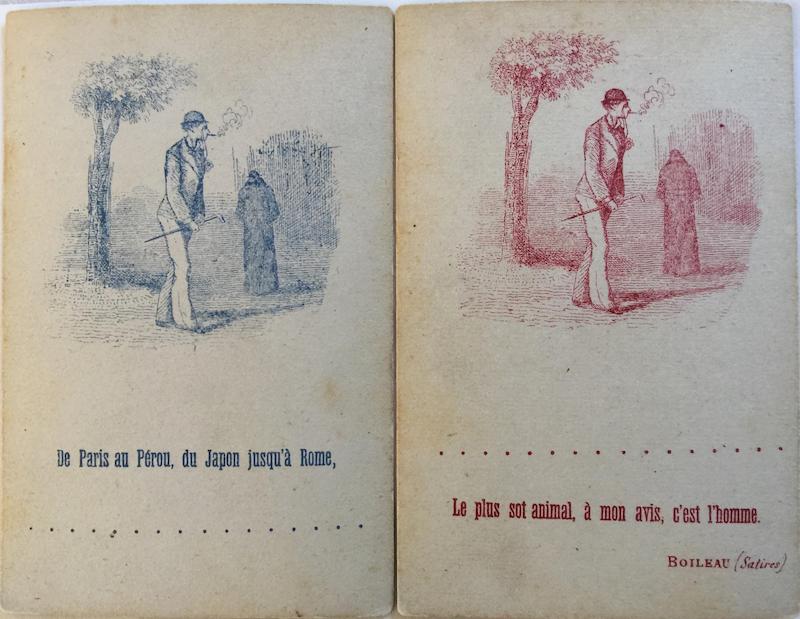 De Paris au Pérou, du Japon jusqu'à Rome,
. . . . . . . . . . . . . . . .
. . . . . . . . . . . . . . . .
Le plus sot animal, à mon avis, c'est l'homme.
BOILEAU (Satires)